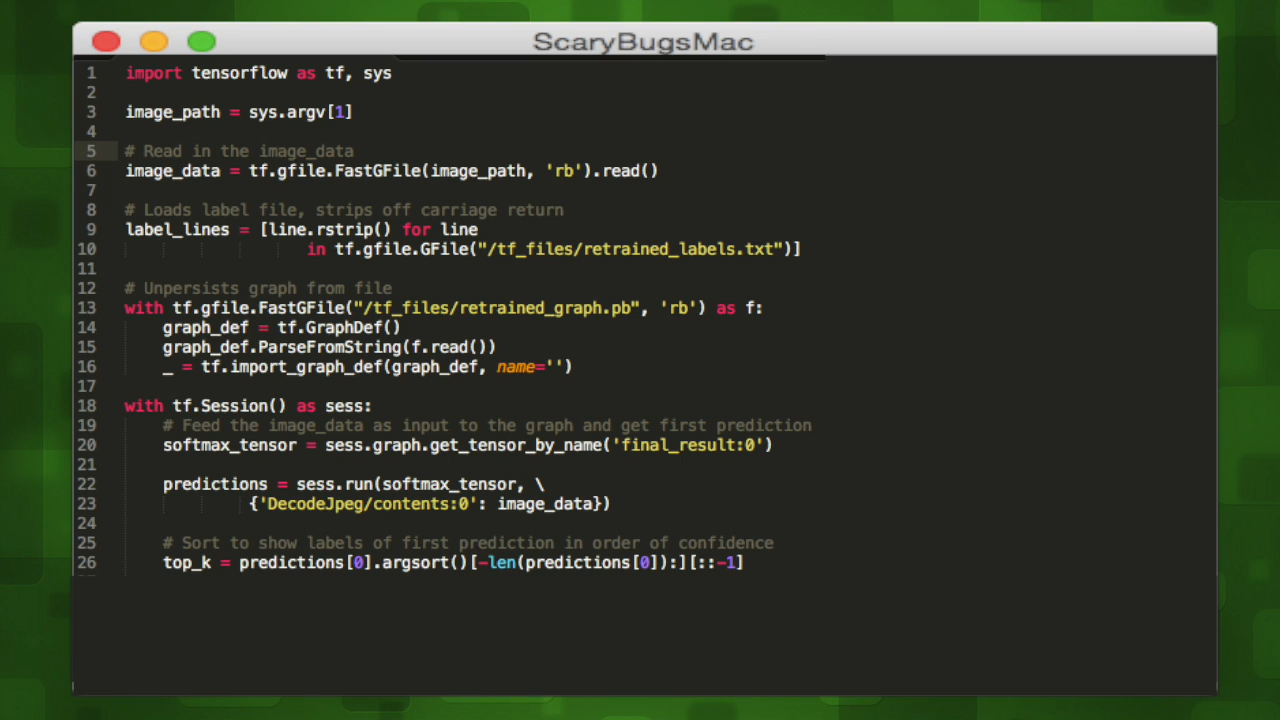 ScaryBugsMac
1 import tensorflow as tf, sys
2
3 image_path = sys.argv[1]
4
5 # Read in the image_data
6 image_data = tf.gfile.FastGFile(image_path, 'rb').read()
7
8 # Loads label file, strips off carriage return
9 label_lines = [line.rstrip() for line
10                    in tf.gfile.GFile("/tf_files/retrained_labels.txt")]
11
12 # Unpersists graph from file
13 with tf.gfile.FastGFile("/tf_files/retrained_graph.pb", 'rb') as f:
14     graph_def = tf.GraphDef()
15     graph_def.ParseFromString(f.read())
16     _ = tf.import_graph_def(graph_def, name='')
17
18 with tf.Session() as sess:
19     # Feed the image_data as input to the graph and get first prediction
20     softmax_tensor = sess.graph.get_tensor_by_name('final_result:0')
21
22     predictions = sess.run(softmax_tensor, \
23              {'DecodeJpeg/contents:0': image_data})
24
25     # Sort to show labels of first prediction in order of confidence
26     top_k = predictions[0].argsort()[-len(predictions[0]):][::-1]